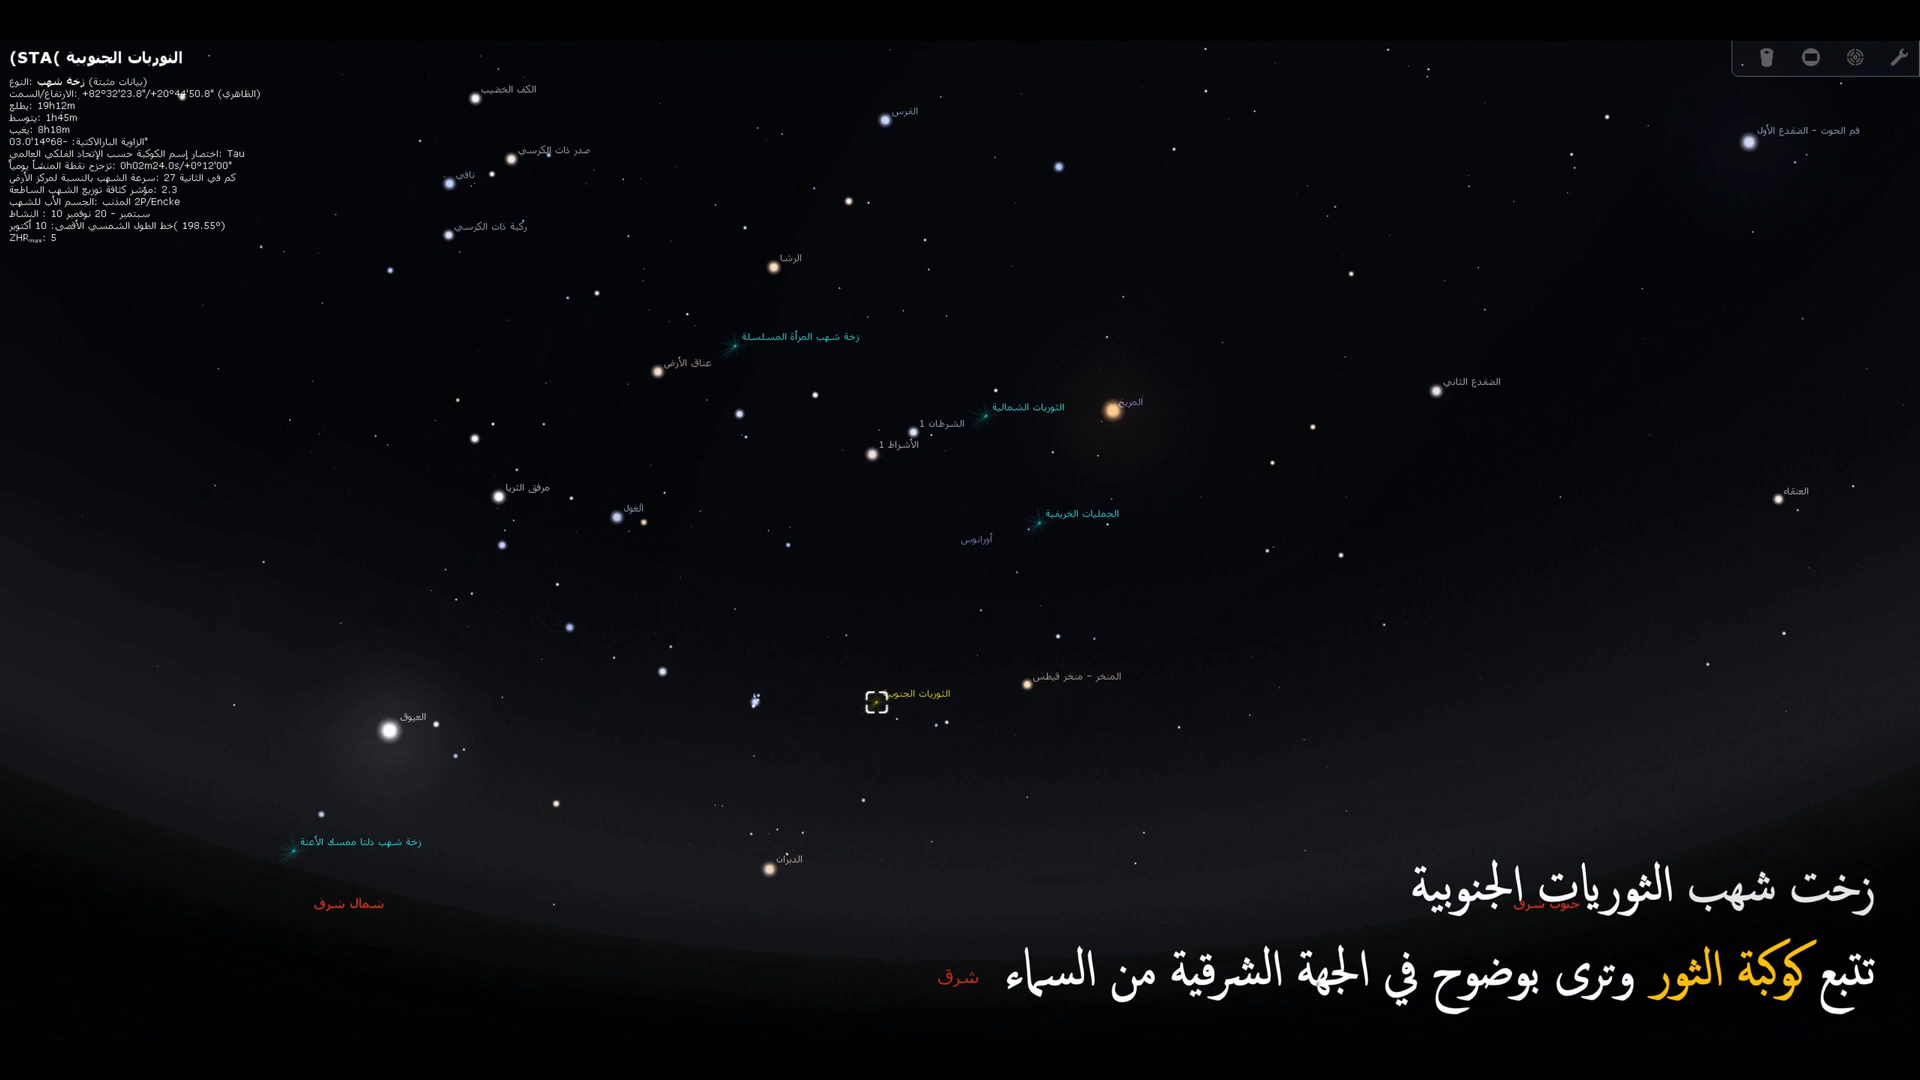 الثوريات الجنوبية (STA)
النوع: زخة شهب (بيانات مثبتة)
الارتفاع/السمت: +82°32'23.8"/+20°44'50.8" (الظاهري)
يطلع: 19h12m
يتوسط: 1h45m
يغيب: 8h18m
الزاوية البارالاكتية: -68°14'03.0"
اختصار إسم الكوكبة حسب الإتحاد الفلكي العالمي: Tau
تزحزح نقطة المنشأ يومياً: 0h02m24.0s/+0°12'00"
سرعة الشهب بالنسبة لمركز الأرض: 27 كم في الثانية
مؤشر كثافة توزيع الشهب الساطعة: 2.3
الجسم الأب للشهب: المذنب 2P/Encke
النشاط : 10 سبتمبر - 20 نوفمبر
خط الطول الشمسي الأقصى: 10 أكتوبر (198.55°)
ZHRmax: 5
الكف الخضيب
الفرس
فم الحوت - الضفدع الأول
صدر ذات الكرسي
نافي
ركبة ذات الكرسي
الرشا
زخة شهب المرأة المسلسلة
عناق الأرض
الضفدع الثاني
المريخ
الثوريات الشمالية
الشرطان 1
الأشراط 1
مرفق الثريا
العنقاء
الغول
الحمليات الخريفية
أورانوس
المنخر - منخر قيطس
الثوريات الجنوبية
العيوق
زخة شهب دلتا ممسك الأعنة
الدبران
شمال شرق
جنوب شرق
زخت شهب الثوريات الجنوبية
تتبع كوكبة الثور وترى بوضوح في الجهة الشرقية من السماء
شرق